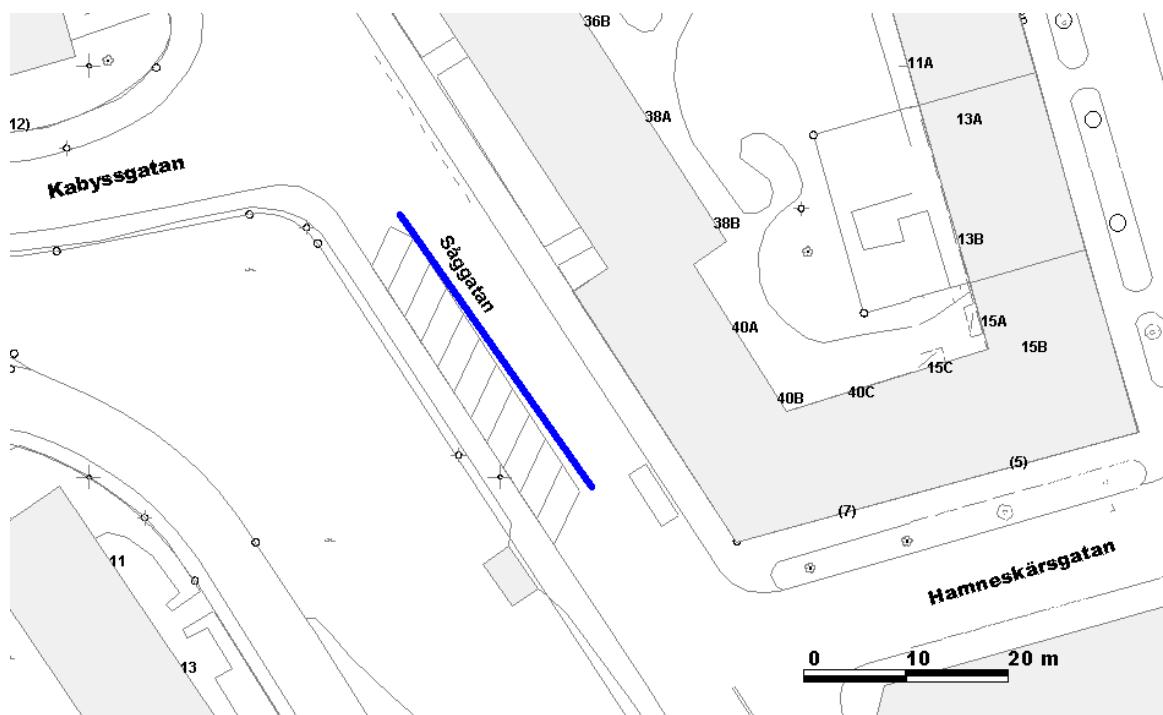 36B
11A
38A
13A
12)
Kabyssgatan
38B
13B
Såggatan
40A
15A
15B
15C
40B
40C
(5)
(7)
11
Hamneskärsgatan
13
0 10 20 m